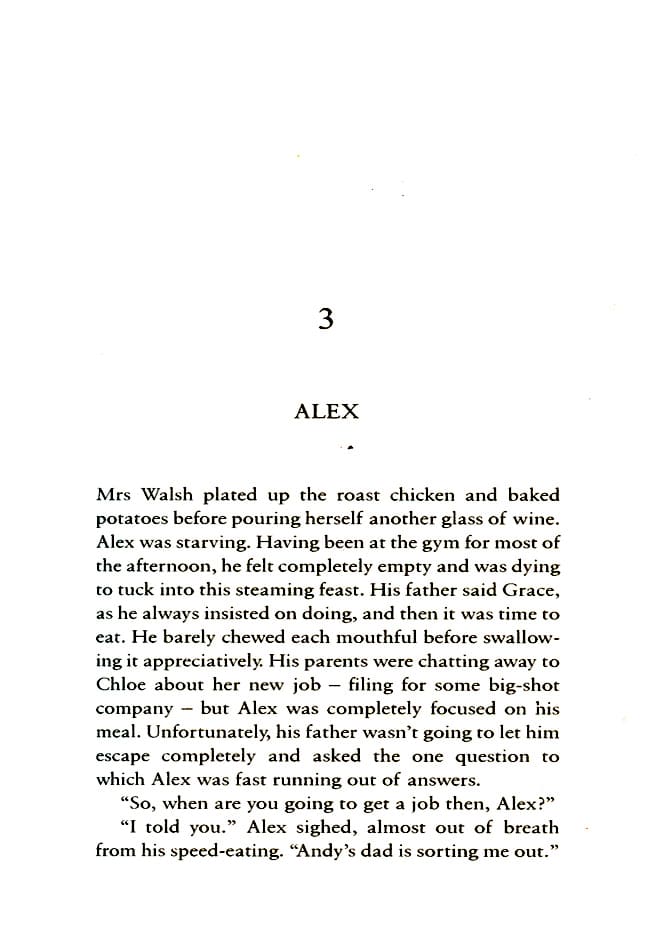 3
ALEX
Mrs Walsh plated up the roast chicken and baked
potatoes before pouring herself another glass of wine.
Alex was starving. Having been at the gym for most of
the afternoon, he felt completely empty and was dying
to tuck into this steaming feast. His father said Grace,
as he always insisted on doing, and then it was time to
eat. He barely chewed each mouthful before swallow-
ing it appreciatively. His parents were chatting away to
Chloe about her new job – filing for some big-shot
company – but Alex was completely focused on his
meal. Unfortunately, his father wasn’t going to let him
escape completely and asked the one question to
which Alex was fast running out of answers.
“So, when are you going to get a job then, Alex?”
“I told you.” Alex sighed, almost out of breath
from his speed-eating. “Andy’s dad is sorting me out.”